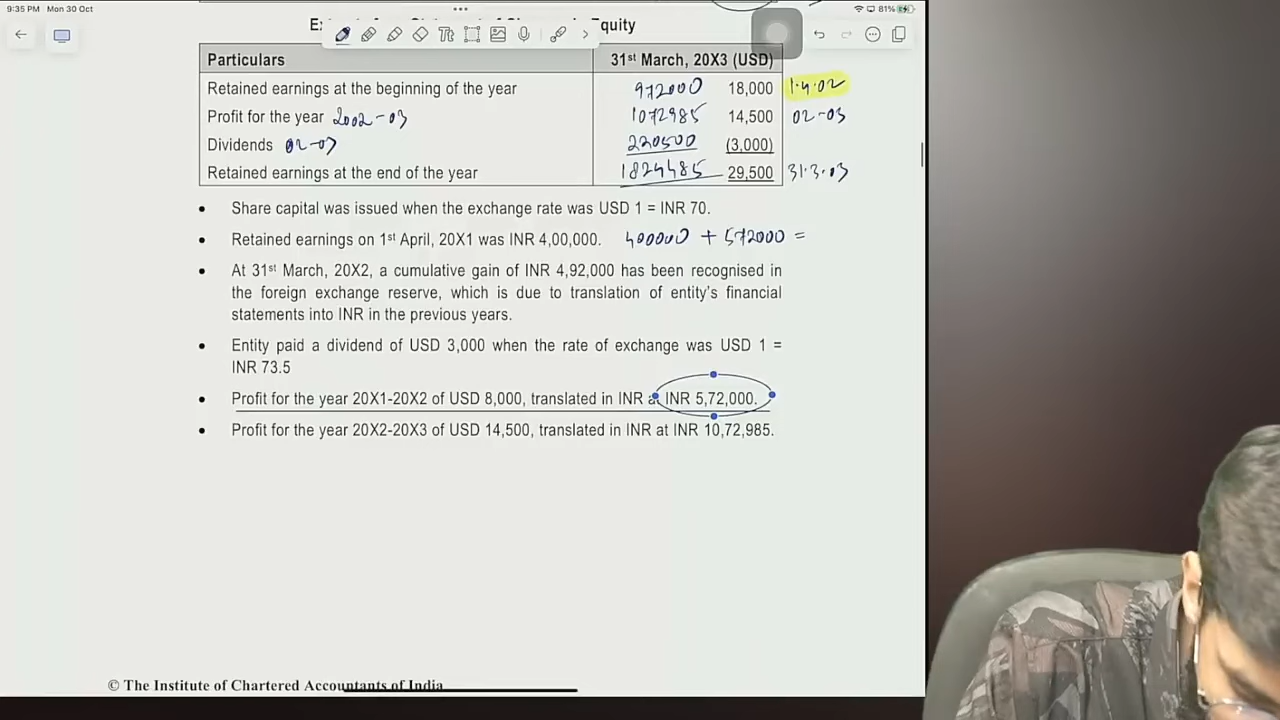 9:35 PM Mon 30 Oct
81%
Equity
Particulars 31st March, 20X3 (USD)
Retained earnings at the beginning of the year 972000 18,000 1.4.02
Profit for the year 2002-03 1072985 14,500 02-03
Dividends 02-03 220500 (3,000)
Retained earnings at the end of the year 1824485 29,500 31.3.03
• Share capital was issued when the exchange rate was USD 1 = INR 70.
• Retained earnings on 1st April, 20X1 was INR 4,00,000. 400000 + 572000 =
• At 31st March, 20X2, a cumulative gain of INR 4,92,000 has been recognised in
the foreign exchange reserve, which is due to translation of entity's financial
statements into INR in the previous years.
• Entity paid a dividend of USD 3,000 when the rate of exchange was USD 1 =
INR 73.5
• Profit for the year 20X1-20X2 of USD 8,000, translated in INR at INR 5,72,000.
• Profit for the year 20X2-20X3 of USD 14,500, translated in INR at INR 10,72,985.
© The Institute of Chartered Accountants of India